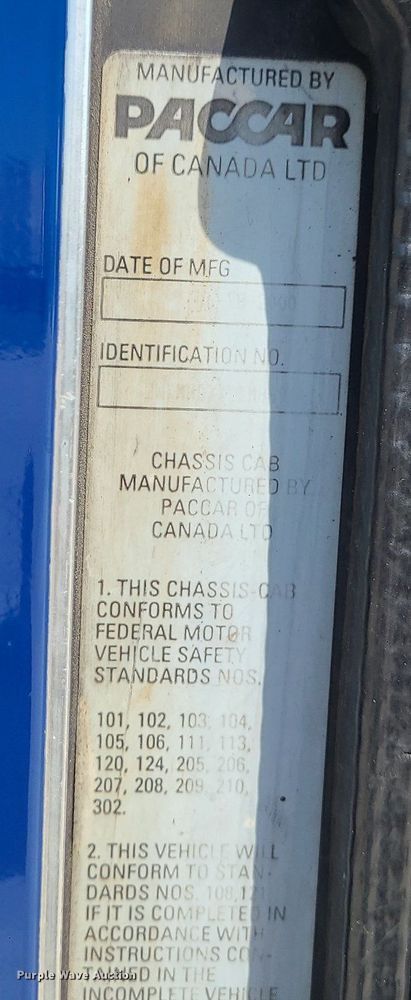 MANUFACTURED BY
PACCAR
OF CANADA LTD
DATE OF MFG
IDENTIFICATION NO.
CHASSIS CAB
MANUFACTURED BY
PACCAR OF
CANADA LTD
1. THIS CHASSIS-CAB
CONFORMS TO
FEDERAL MOTOR
VEHICLE SAFETY
STANDARDS NOS.
101, 102, 103, 104,
105, 106, 111, 113,
120, 124, 205, 206,
207, 208, 209, 210,
302.
2. THIS VEHICLE WILL
CONFORM TO STAN-
DARDS NOS. 108, 121
IF IT IS COMPLETED IN
ACCORDANCE WITH
INSTRUCTIONS CON-
IN THE
INCOMPLETE VEHICLE
Purple Wave Auction